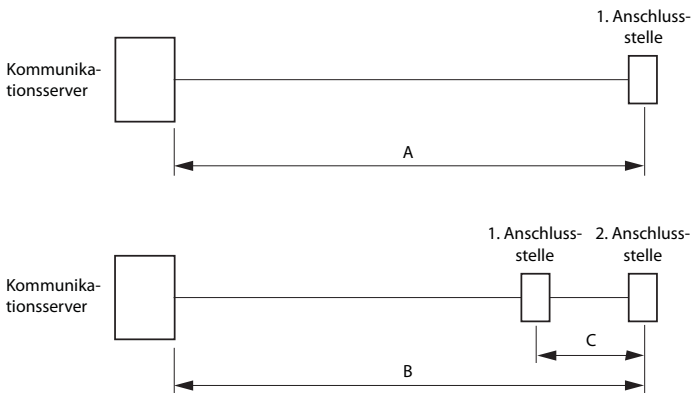 1. Anschluss-
stelle
Kommunika-
tionsserver
A
1. Anschluss-
stelle
2. Anschluss-
stelle
Kommunika-
tionsserver
C
B